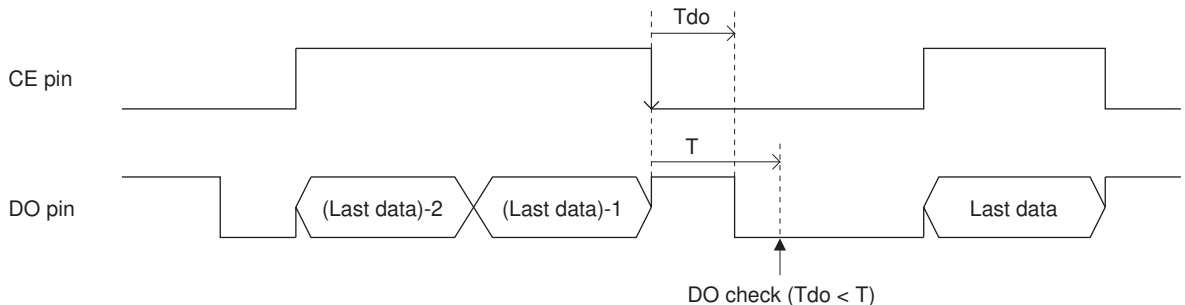 Tdo
CE pin
T
DO pin
(Last data)-2
(Last data)-1
Last data
DO check (Tdo < T)